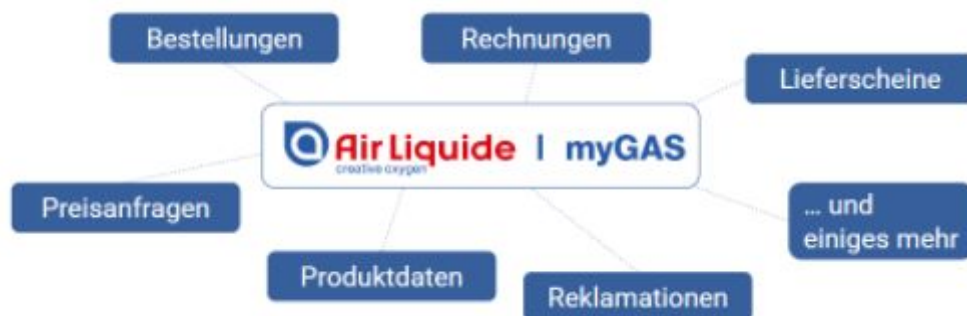 Bestellungen
Rechnungen
Lieferscheine
Air Liquide | myGAS
creative oxygen
Preisanfragen
... und
einiges mehr
Produktdaten
Reklamationen